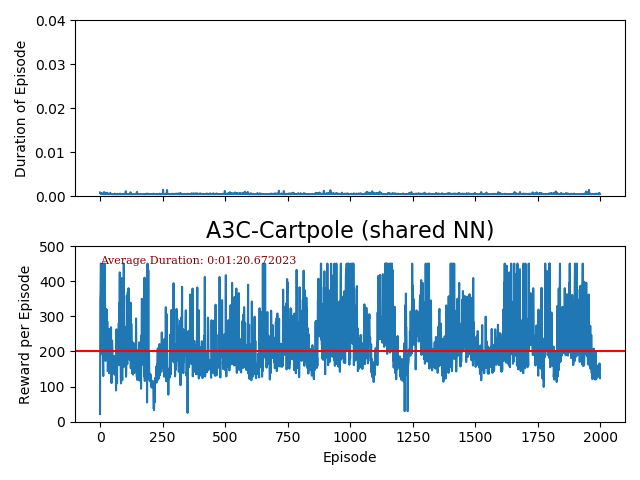 0.04
0.03
0.02
0.01
0.00
Duration of Episode
A3C-Cartpole (shared NN)
500
400
300
200
100
0
Reward per Episode
Average Duration: 0:01:20.672023
0 250 500 750 1000 1250 1500 1750 2000
Episode